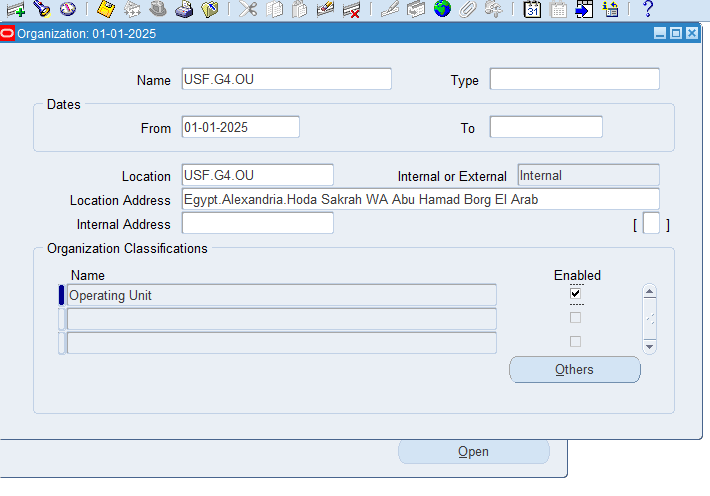 31
?
Organization: 01-01-2025
Name USF.G4.OU Type
Dates
From 01-01-2025 To
Location USF.G4.OU Internal or External Internal
Location Address Egypt.Alexandria.Hoda Sakrah WA Abu Hamad Borg El Arab
Internal Address [ ]
Organization Classifications
Name Enabled
Operating Unit
Others
Open